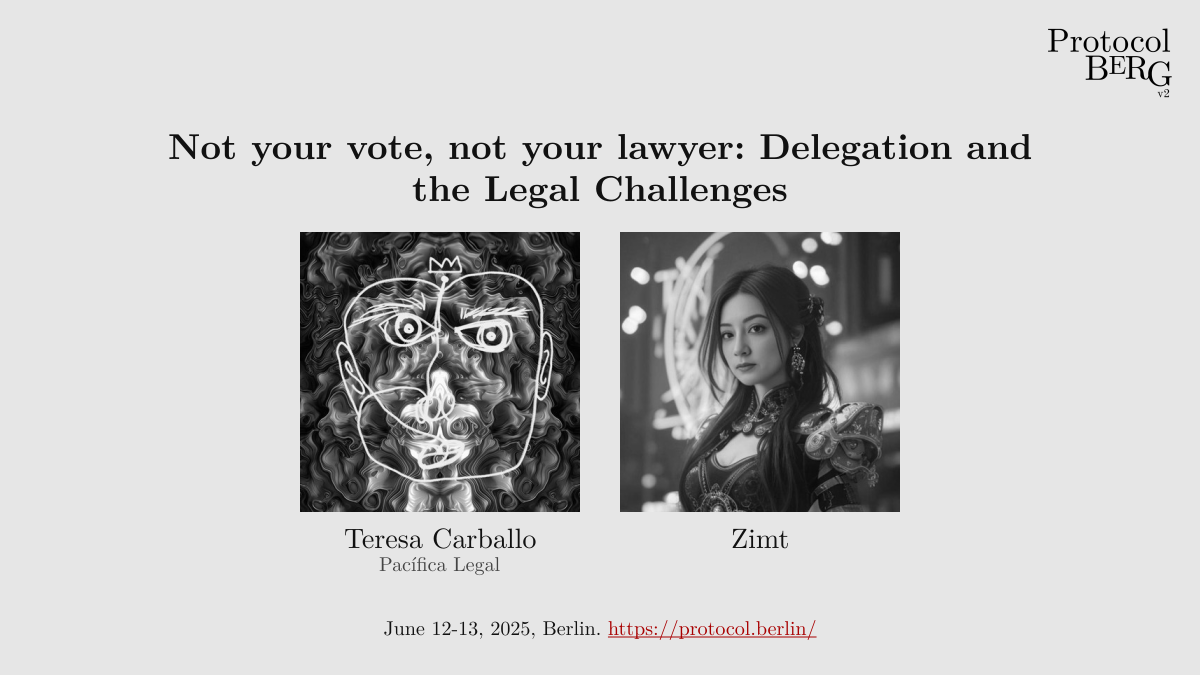 Protocol
BERG
v2
Not your vote, not your lawyer: Delegation and
the Legal Challenges
Teresa Carballo
Pacífica Legal
Zimt
June 12-13, 2025, Berlin. https://protocol.berlin/